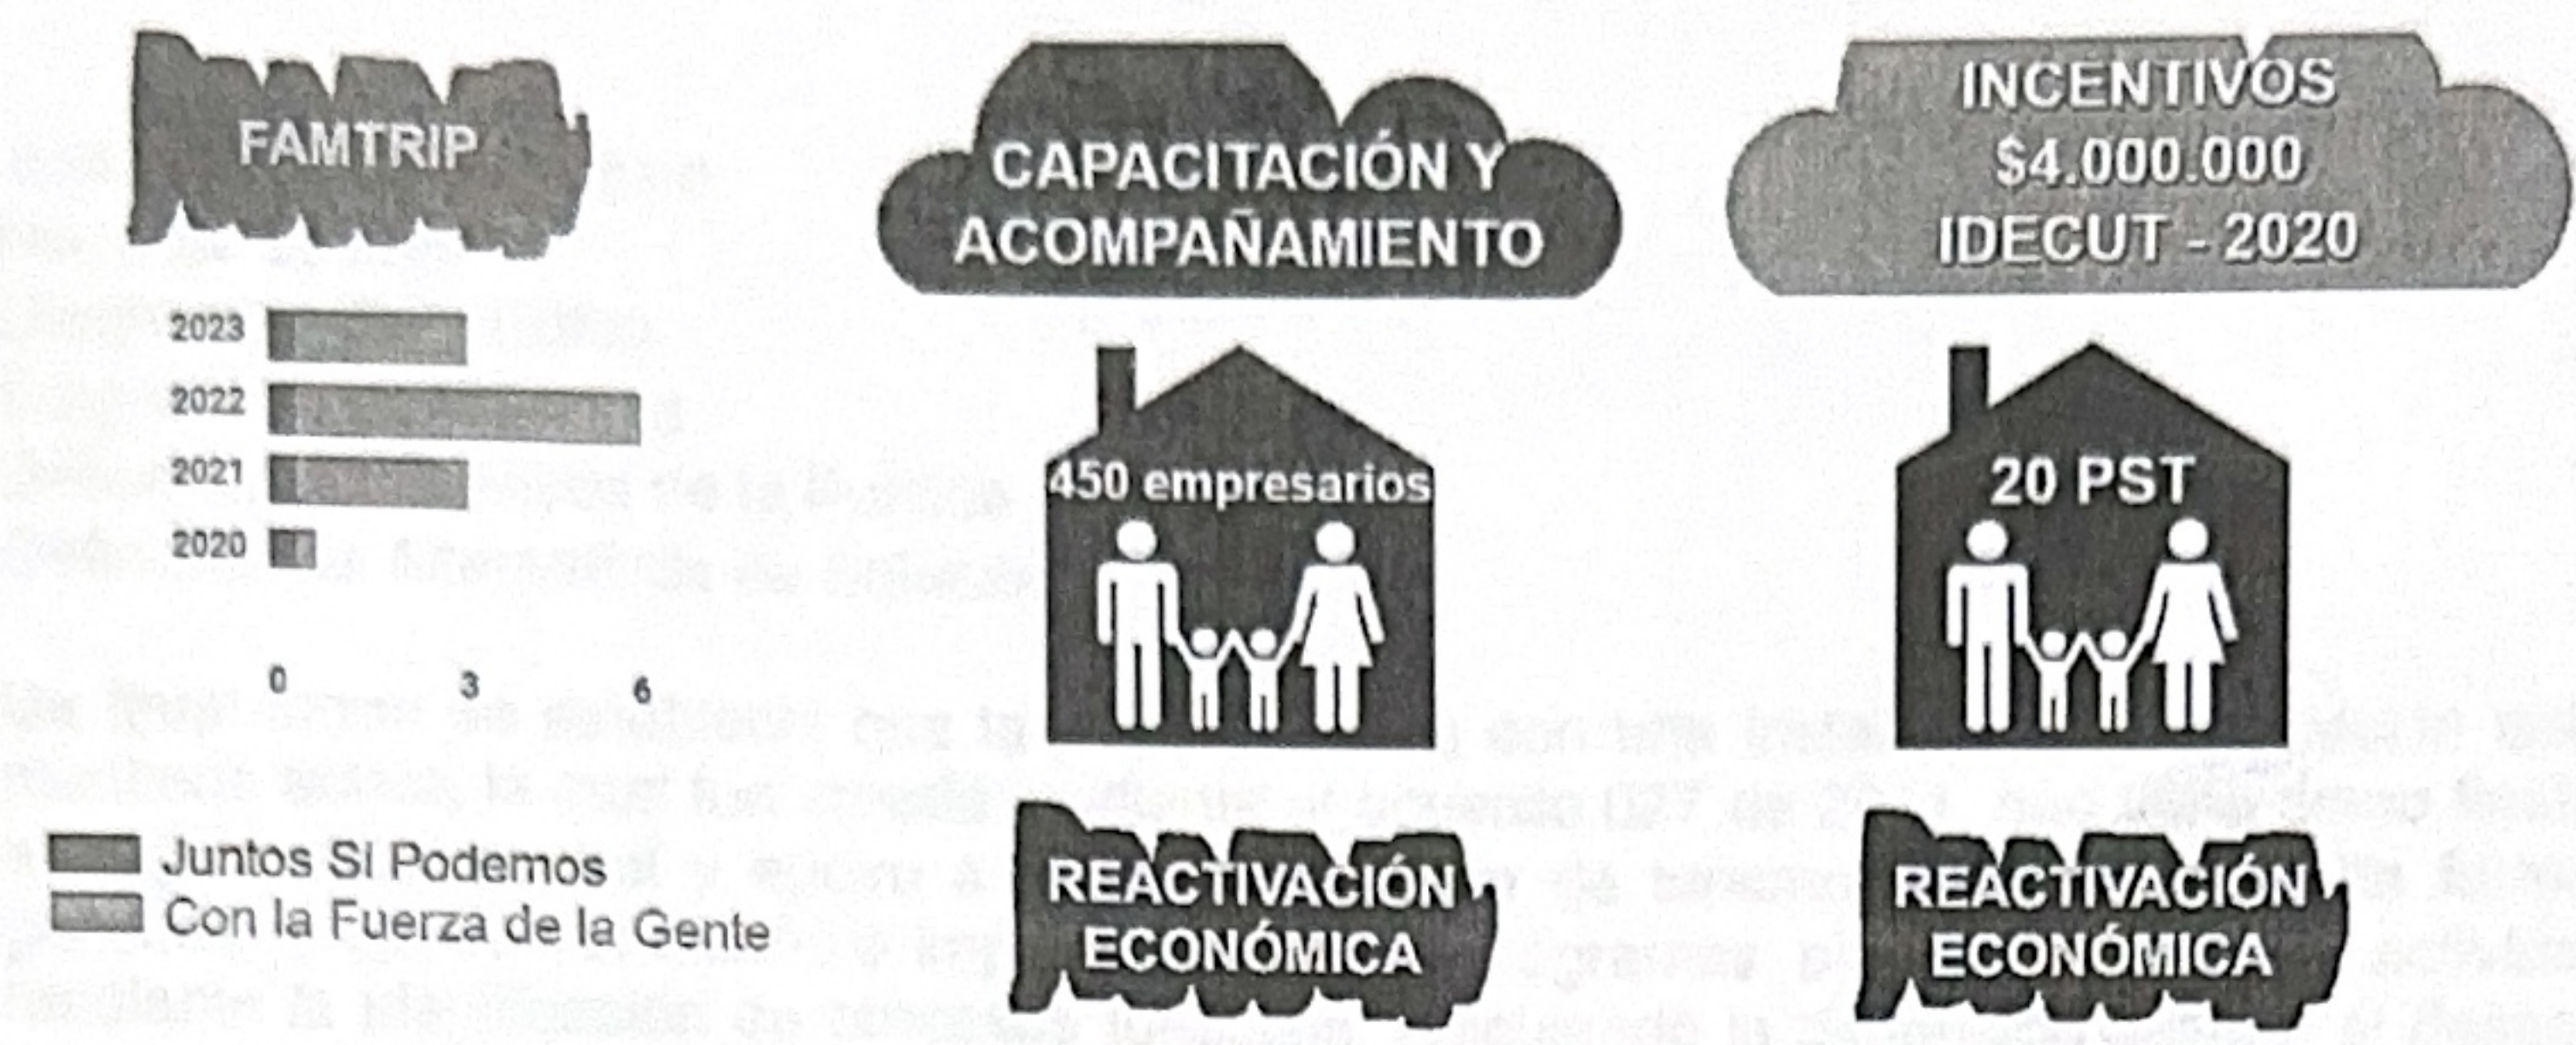 FAMTRIP
2023
2022
2021
2020
0 3 6
Juntos SI Podemos
Con la Fuerza de la Gente
CAPACITACIÓN Y
ACOMPAÑAMIENTO
450 empresarios
REACTIVACIÓN
ECONÓMICA
INCENTIVOS
$4.000.000
IDECUT - 2020
20 PST
REACTIVACIÓN
ECONÓMICA